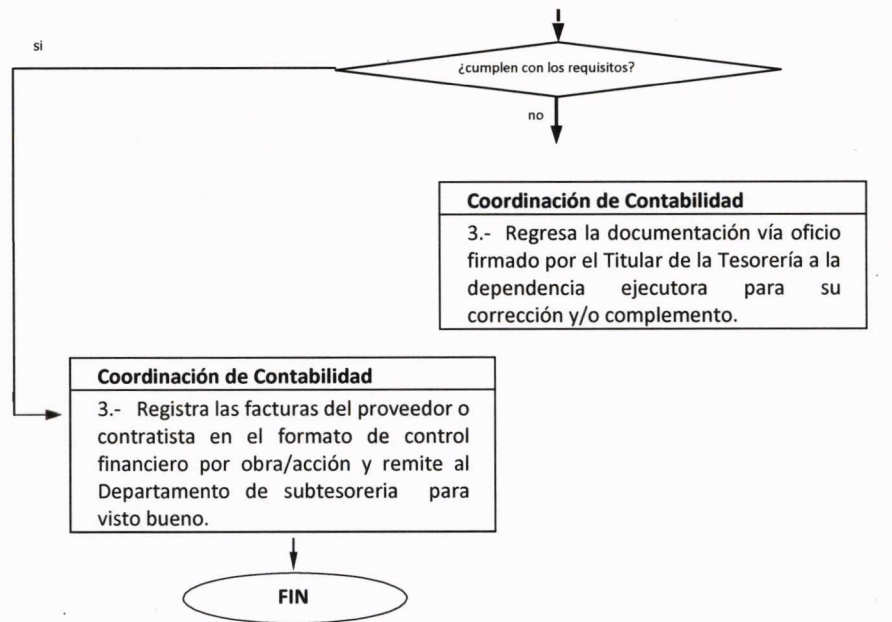 si
¿cumplen con los requisitos?
no
Coordinación de Contabilidad
3.- Regresa la documentación vía oficio
firmado por el Titular de la Tesorería a la
dependencia ejecutora para su
corrección y/o complemento.
Coordinación de Contabilidad
3.- Registra las facturas del proveedor o
contratista en el formato de control
financiero por obra/acción y remite al
Departamento de subtesoreria para
visto bueno.
FIN